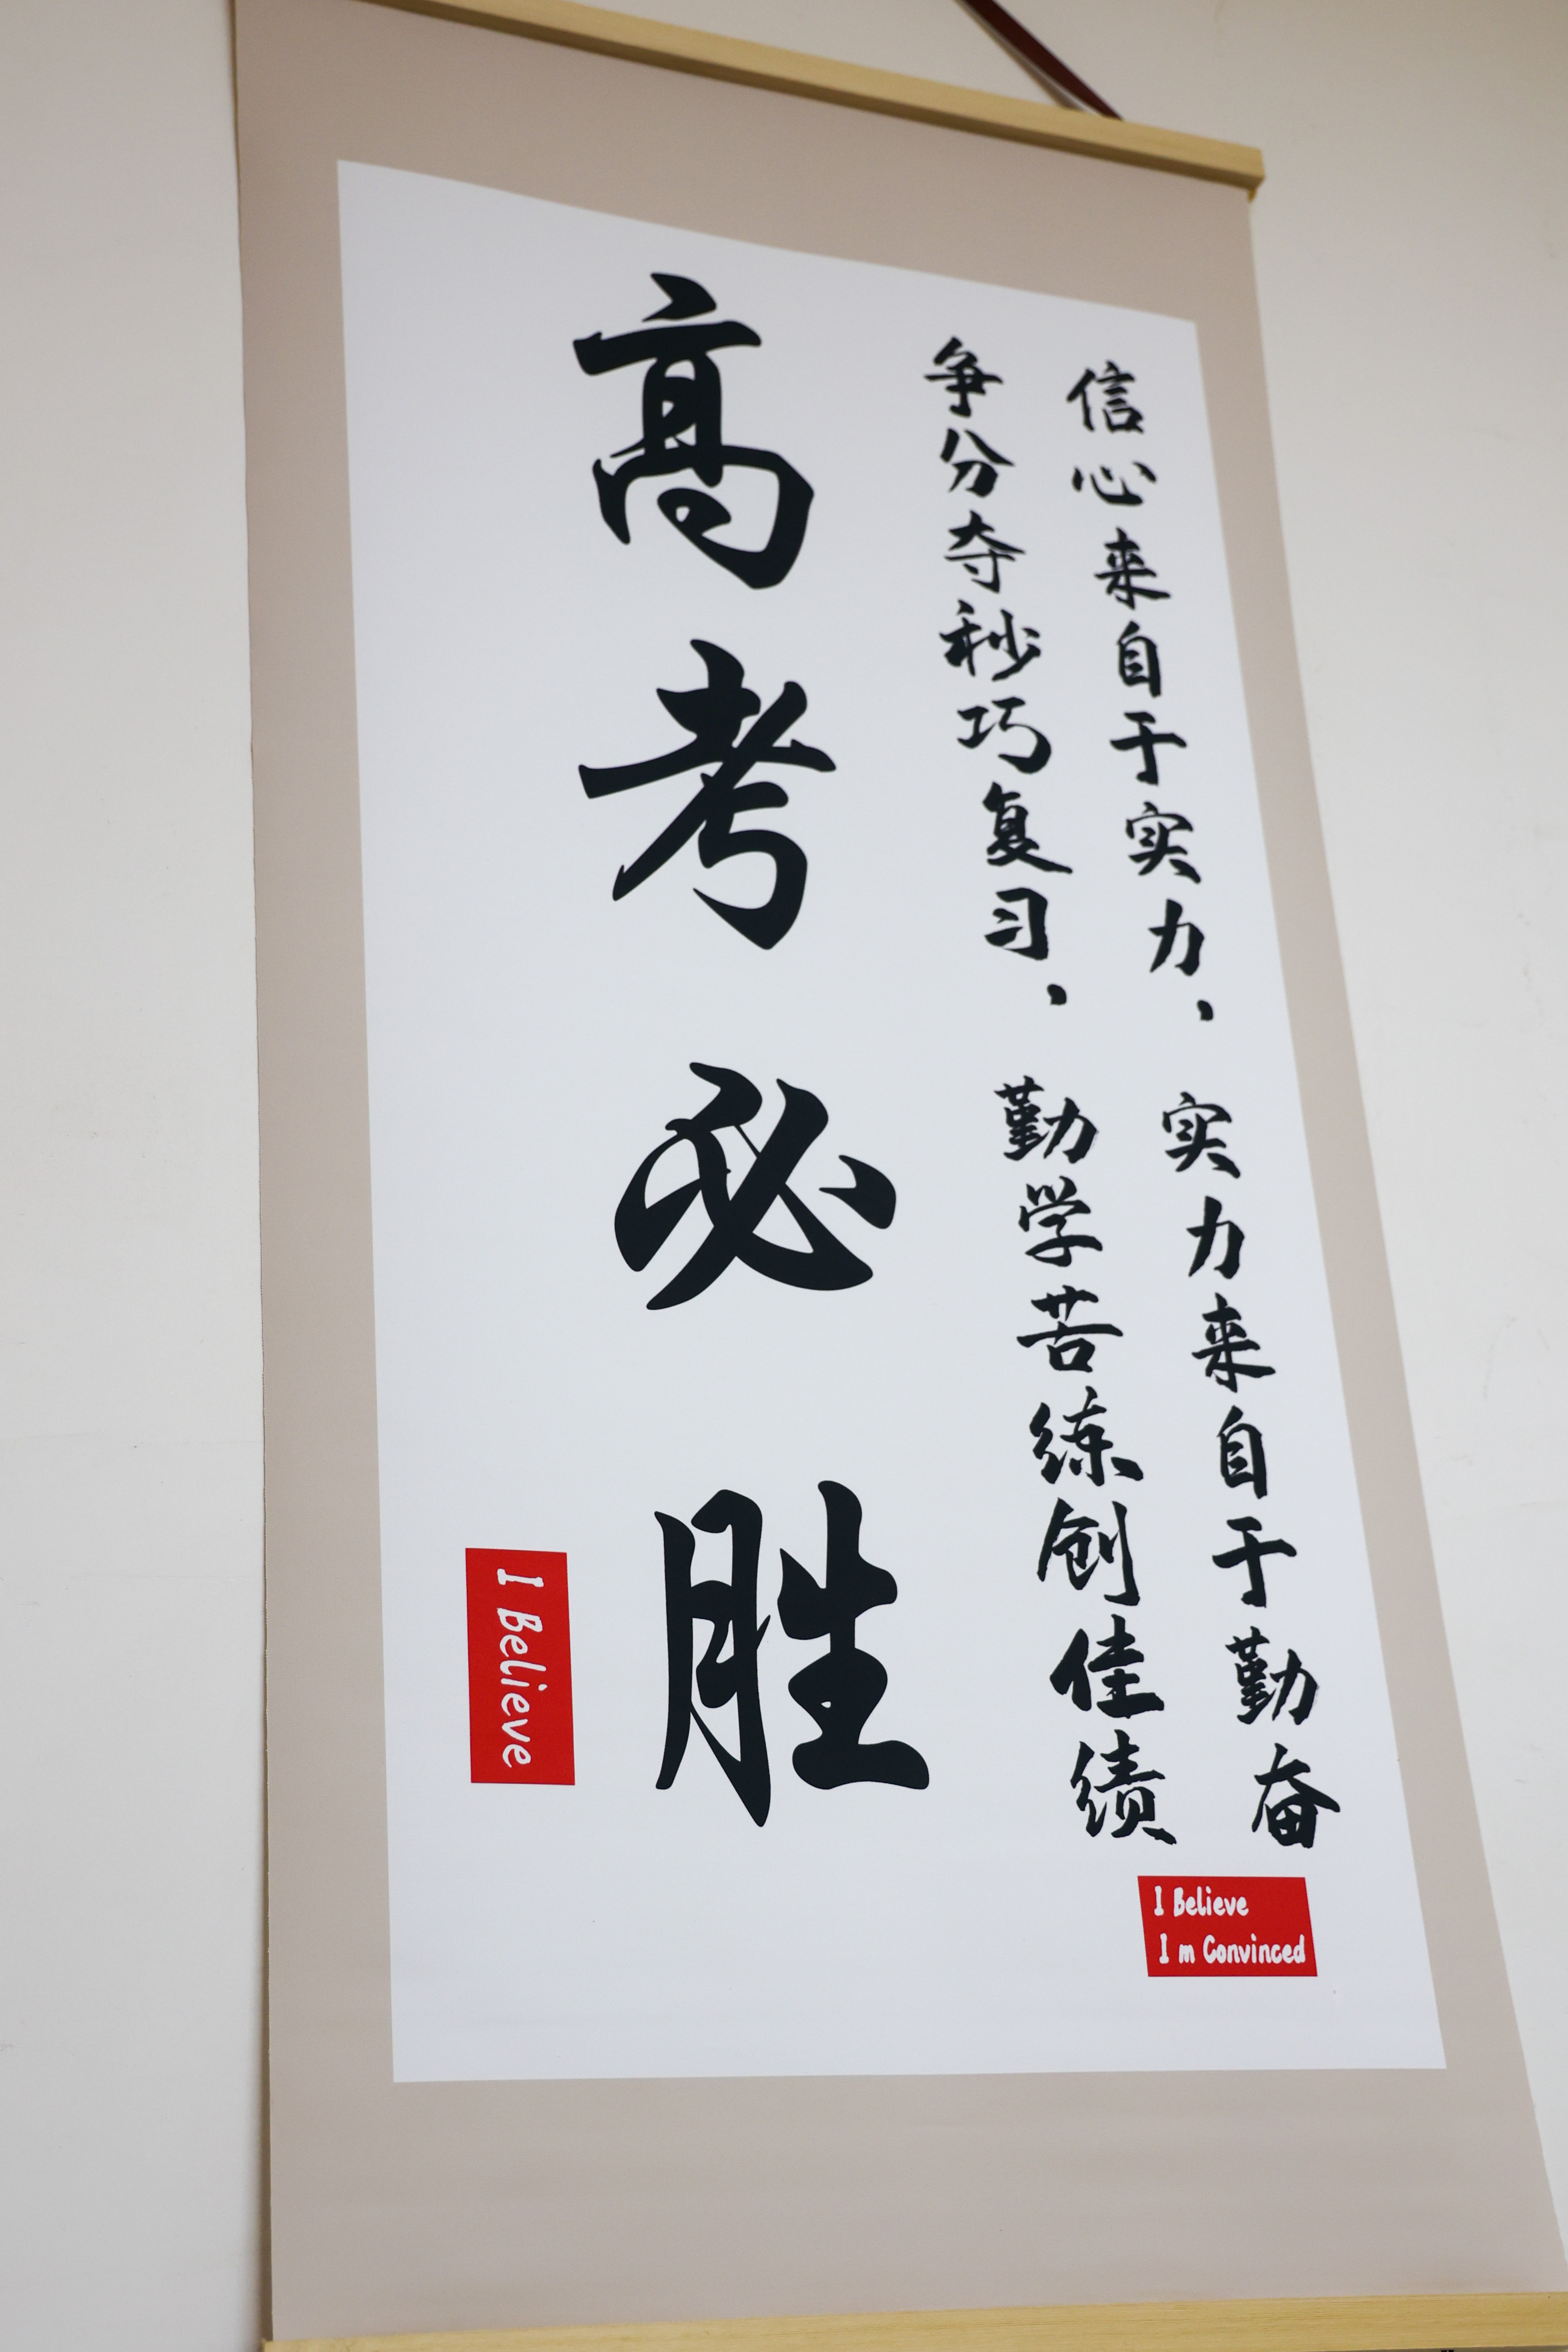 信心来自于实力，实力来自于勤奋
争分夺秒巧复习，勤学苦练创佳绩
高考必胜
I Believe
I Believe
I m Convinced